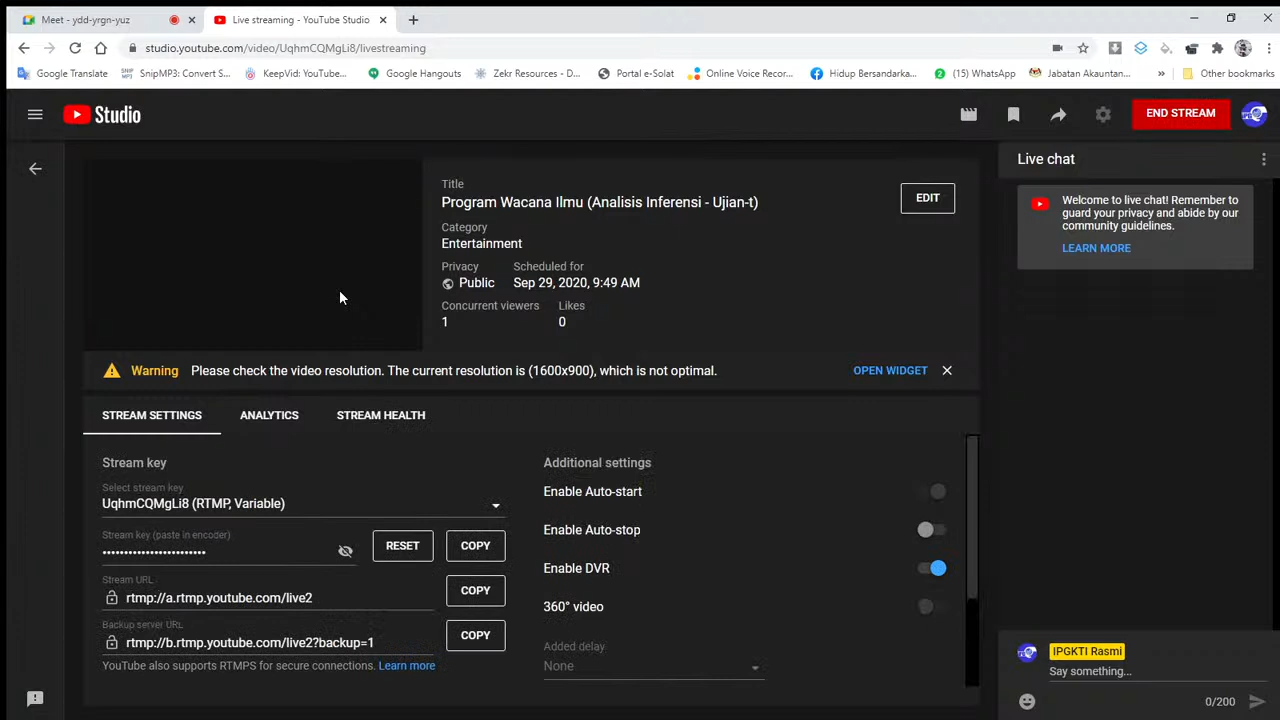 Meet - ydd-yrgn-yuz
Live streaming - YouTube Studio
studio.youtube.com/video/UqhmCQMgLi8/livestreaming
Google Translate
SnipMP3: Convert S...
KeepVid: YouTube...
Google Hangouts
Zekr Resources - D...
Portal e-Solat
Online Voice Recor...
Hidup Bersandarka...
(15) WhatsApp
Jabatan Akauntan...
»
Other bookmarks
Studio
END STREAM
Title
Program Wacana Ilmu (Analisis Inferensi - Ujian-t)
EDIT
Category
Entertainment
Privacy
Scheduled for
Public
Sep 29, 2020, 9:49 AM
Concurrent viewers
Likes
1
0
Warning
Please check the video resolution. The current resolution is (1600x900), which is not optimal.
OPEN WIDGET
STREAM SETTINGS
ANALYTICS
STREAM HEALTH
Stream key
Select stream key
UqhmCQMgLi8 (RTMP, Variable)
Stream key (paste in encoder)
••••••••••••••••••••••••
RESET
COPY
Stream URL
rtmp://a.rtmp.youtube.com/live2
COPY
Backup server URL
rtmp://b.rtmp.youtube.com/live2?backup=1
COPY
YouTube also supports RTMPS for secure connections. Learn more
Additional settings
Enable Auto-start
Enable Auto-stop
Enable DVR
360° video
Added delay
None
Live chat
Welcome to live chat! Remember to
guard your privacy and abide by our
community guidelines.
LEARN MORE
IPGKTI Rasmi
Say something...
0/200